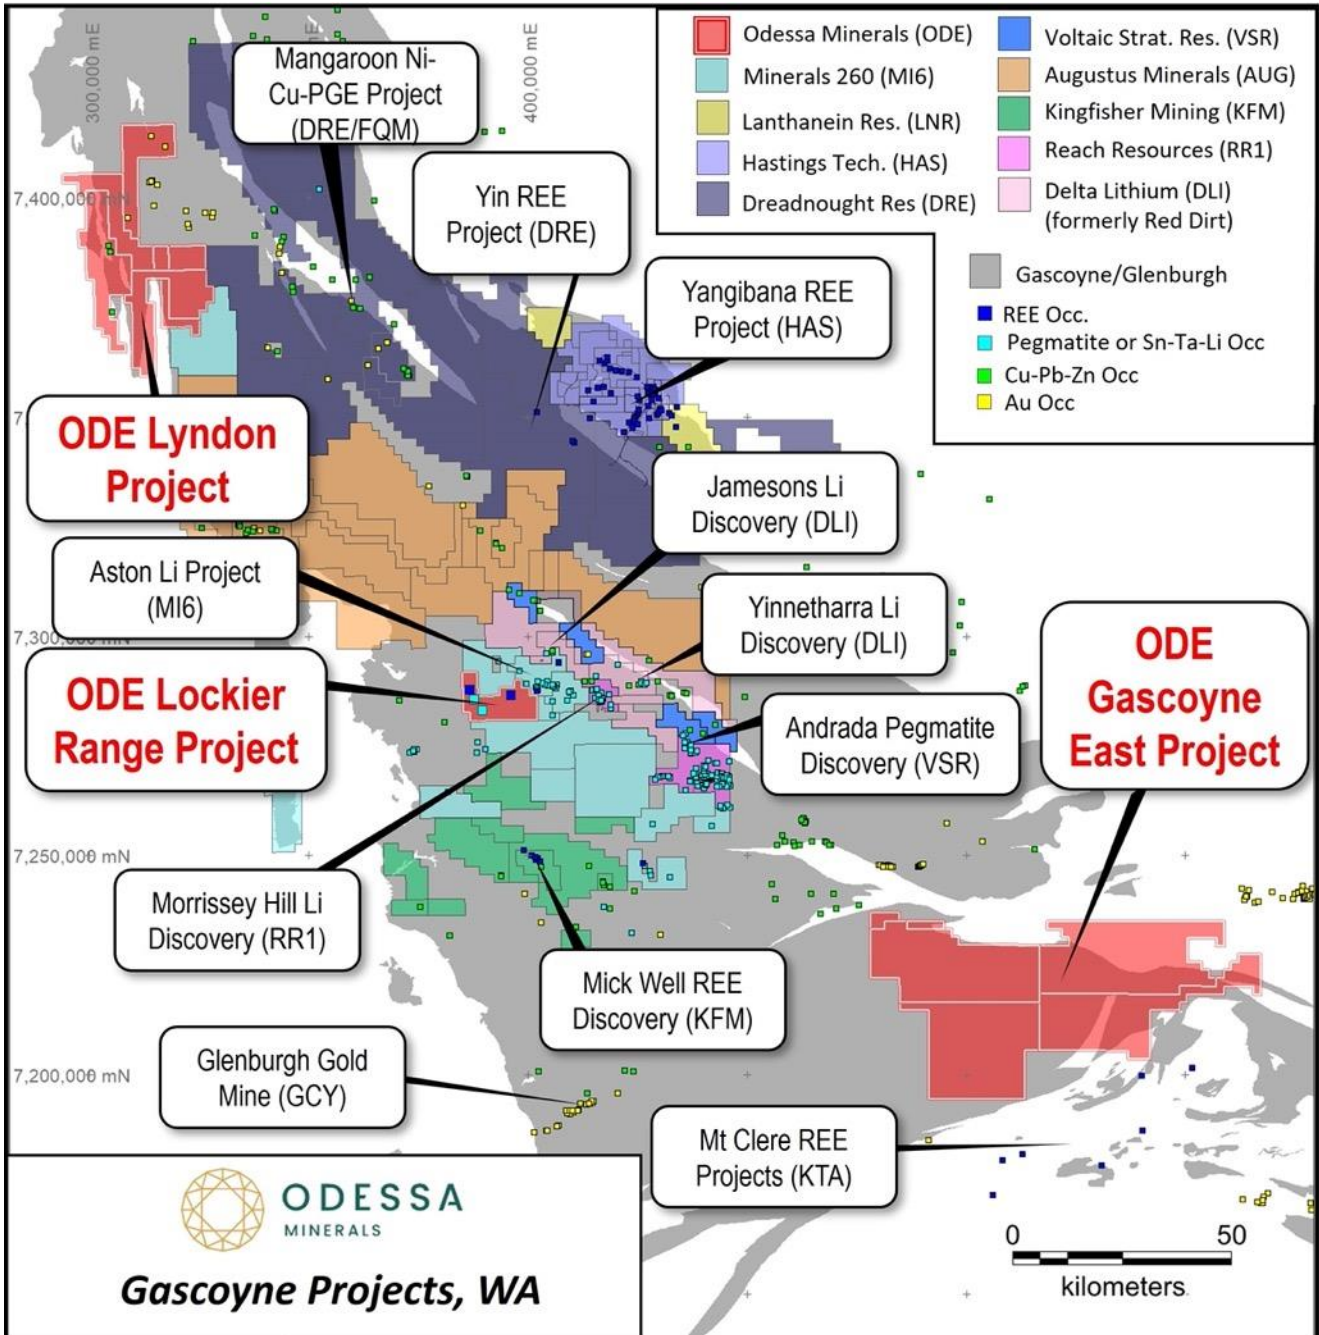 300,000 mE
400,000 mE
Mangaroon Ni-
Cu-PGE Project
(DRE/FQM)
Odessa Minerals (ODE)
Minerals 260 (MI6)
Lanthanein Res. (LNR)
Hastings Tech. (HAS)
Dreadnought Res (DRE)
Voltaic Strat. Res. (VSR)
Augustus Minerals (AUG)
Kingfisher Mining (KFM)
Reach Resources (RR1)
Delta Lithium (DLI)
(formerly Red Dirt)
Gascoyne/Glenburgh
REE Occ.
Pegmatite or Sn-Ta-Li Occ
Cu-Pb-Zn Occ
Au Occ
7,400,000 mN
Yin REE
Project (DRE)
Yangibana REE
Project (HAS)
ODE Lyndon
Project
Jamesons Li
Discovery (DLI)
Aston Li Project
(MI6)
Yinnetharra Li
Discovery (DLI)
7,300,000 mN
ODE Lockier
Range Project
ODE
Gascoyne
East Project
Andrada Pegmatite
Discovery (VSR)
7,250,000 mN
Morrissey Hill Li
Discovery (RR1)
Mick Well REE
Discovery (KFM)
Glenburgh Gold
Mine (GCY)
7,200,000 mN
Mt Clere REE
Projects (KTA)
ODESSA
MINERALS
Gascoyne Projects, WA
0 50
kilometers